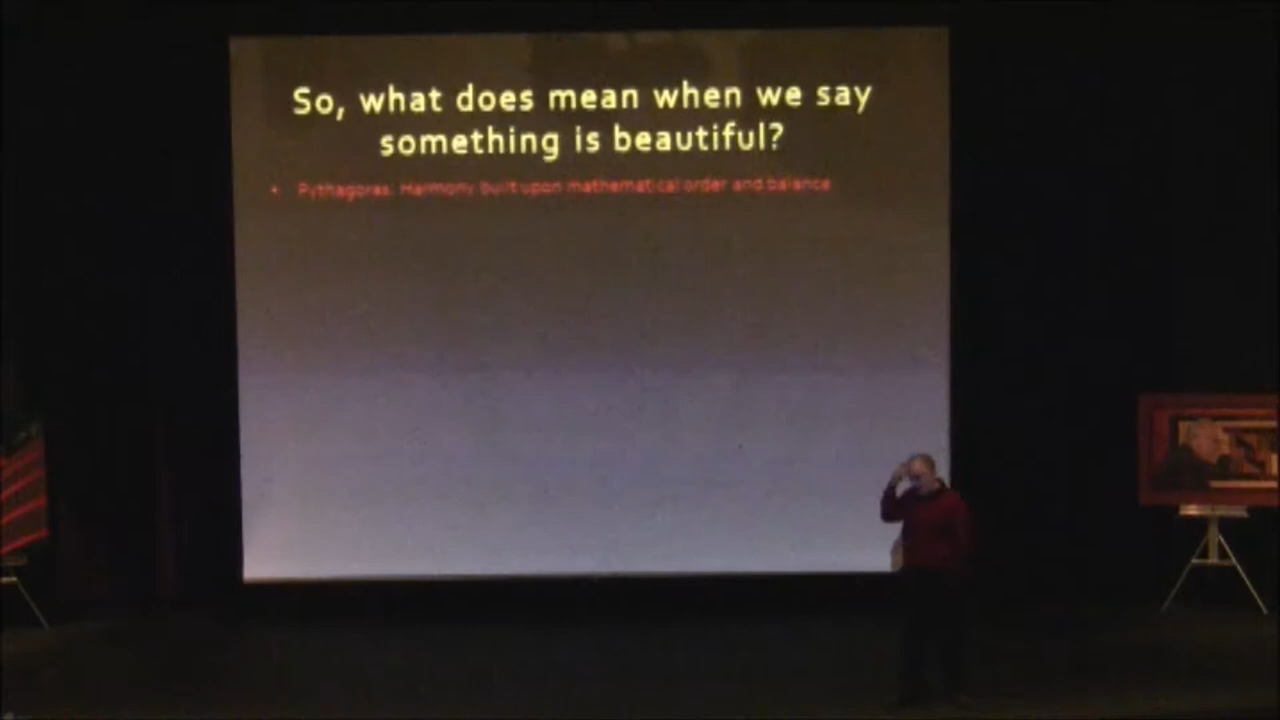 So, what does mean when we say
something is beautiful?
• Pythagoras: Harmony built upon mathematical order and balance